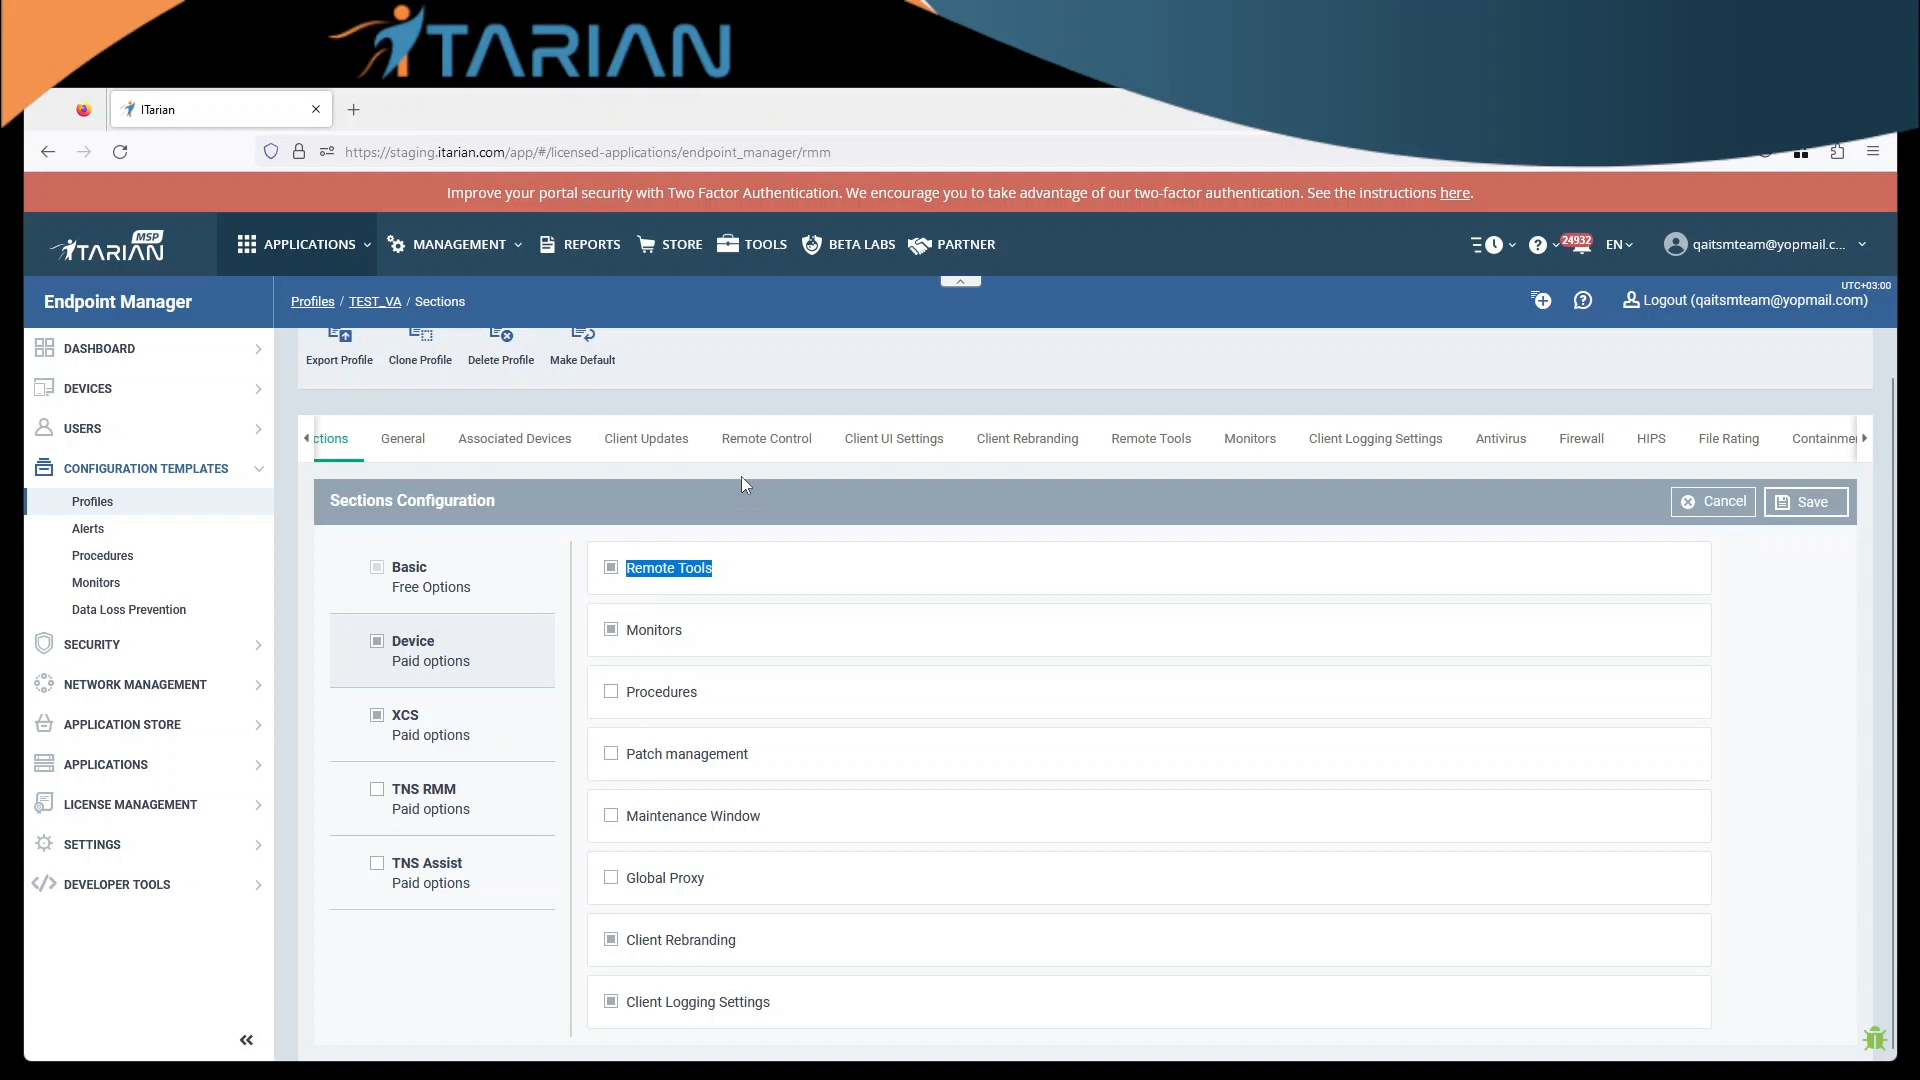 ITARIAN
ITarian
https://staging.itarian.com/app/#/licensed-applications/endpoint_manager/rmm
Improve your portal security with Two Factor Authentication. We encourage you to take advantage of our two-factor authentication. See the instructions here.
MSP
ITARIAN
APPLICATIONS
MANAGEMENT
REPORTS
STORE
TOOLS
BETA LABS
PARTNER
24932
EN
qaitsmteam@yopmail.c...
UTC+03:00
Endpoint Manager
Profiles / TEST_VA / Sections
Logout (qaitsmteam@yopmail.com)
DASHBOARD
DEVICES
USERS
CONFIGURATION TEMPLATES
Profiles
Alerts
Procedures
Monitors
Data Loss Prevention
SECURITY
NETWORK MANAGEMENT
APPLICATION STORE
APPLICATIONS
LICENSE MANAGEMENT
SETTINGS
DEVELOPER TOOLS
Export Profile
Clone Profile
Delete Profile
Make Default
ctions
General
Associated Devices
Client Updates
Remote Control
Client UI Settings
Client Rebranding
Remote Tools
Monitors
Client Logging Settings
Antivirus
Firewall
HIPS
File Rating
Containme
Sections Configuration
Cancel
Save
Basic
Free Options
Device
Paid options
XCS
Paid options
TNS RMM
Paid options
TNS Assist
Paid options
Remote Tools
Monitors
Procedures
Patch management
Maintenance Window
Global Proxy
Client Rebranding
Client Logging Settings